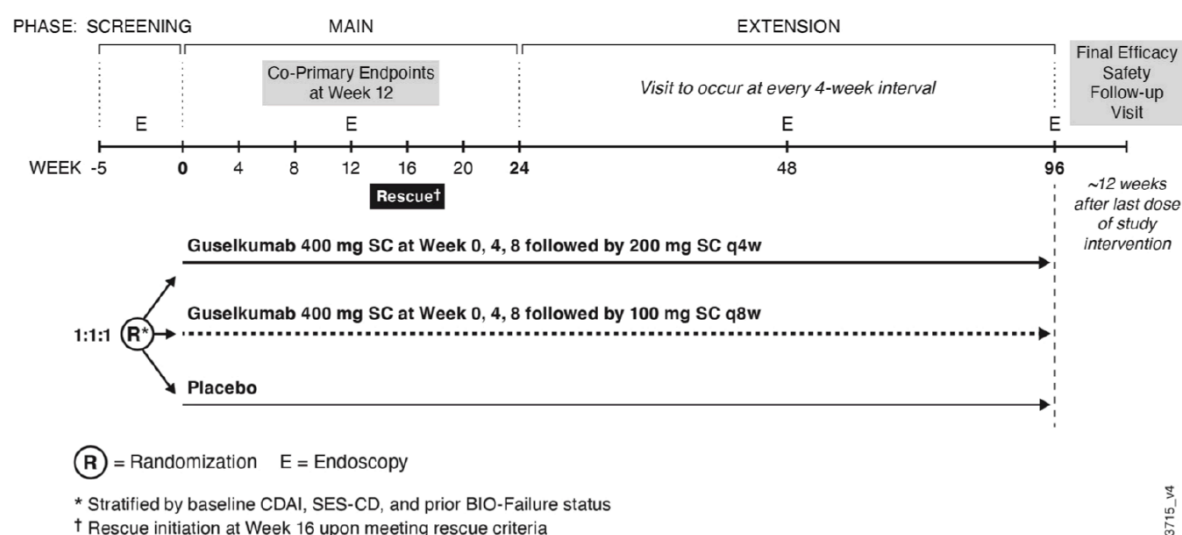 PHASE: SCREENING MAIN EXTENSION
Co-Primary Endpoints
at Week 12
Visit to occur at every 4-week interval
Final Efficacy
Safety
Follow-up
Visit
E E E E
WEEK -5 0 4 8 12 16 20 24 48 96
Rescue†
~12 weeks
after last dose
of study
intervention
Guselkumab 400 mg SC at Week 0, 4, 8 followed by 200 mg SC q4w
Guselkumab 400 mg SC at Week 0, 4, 8 followed by 100 mg SC q8w
1:1:1 R*
Placebo
R = Randomization E = Endoscopy
* Stratified by baseline CDAI, SES-CD, and prior BIO-Failure status
† Rescue initiation at Week 16 upon meeting rescue criteria
3715_v4